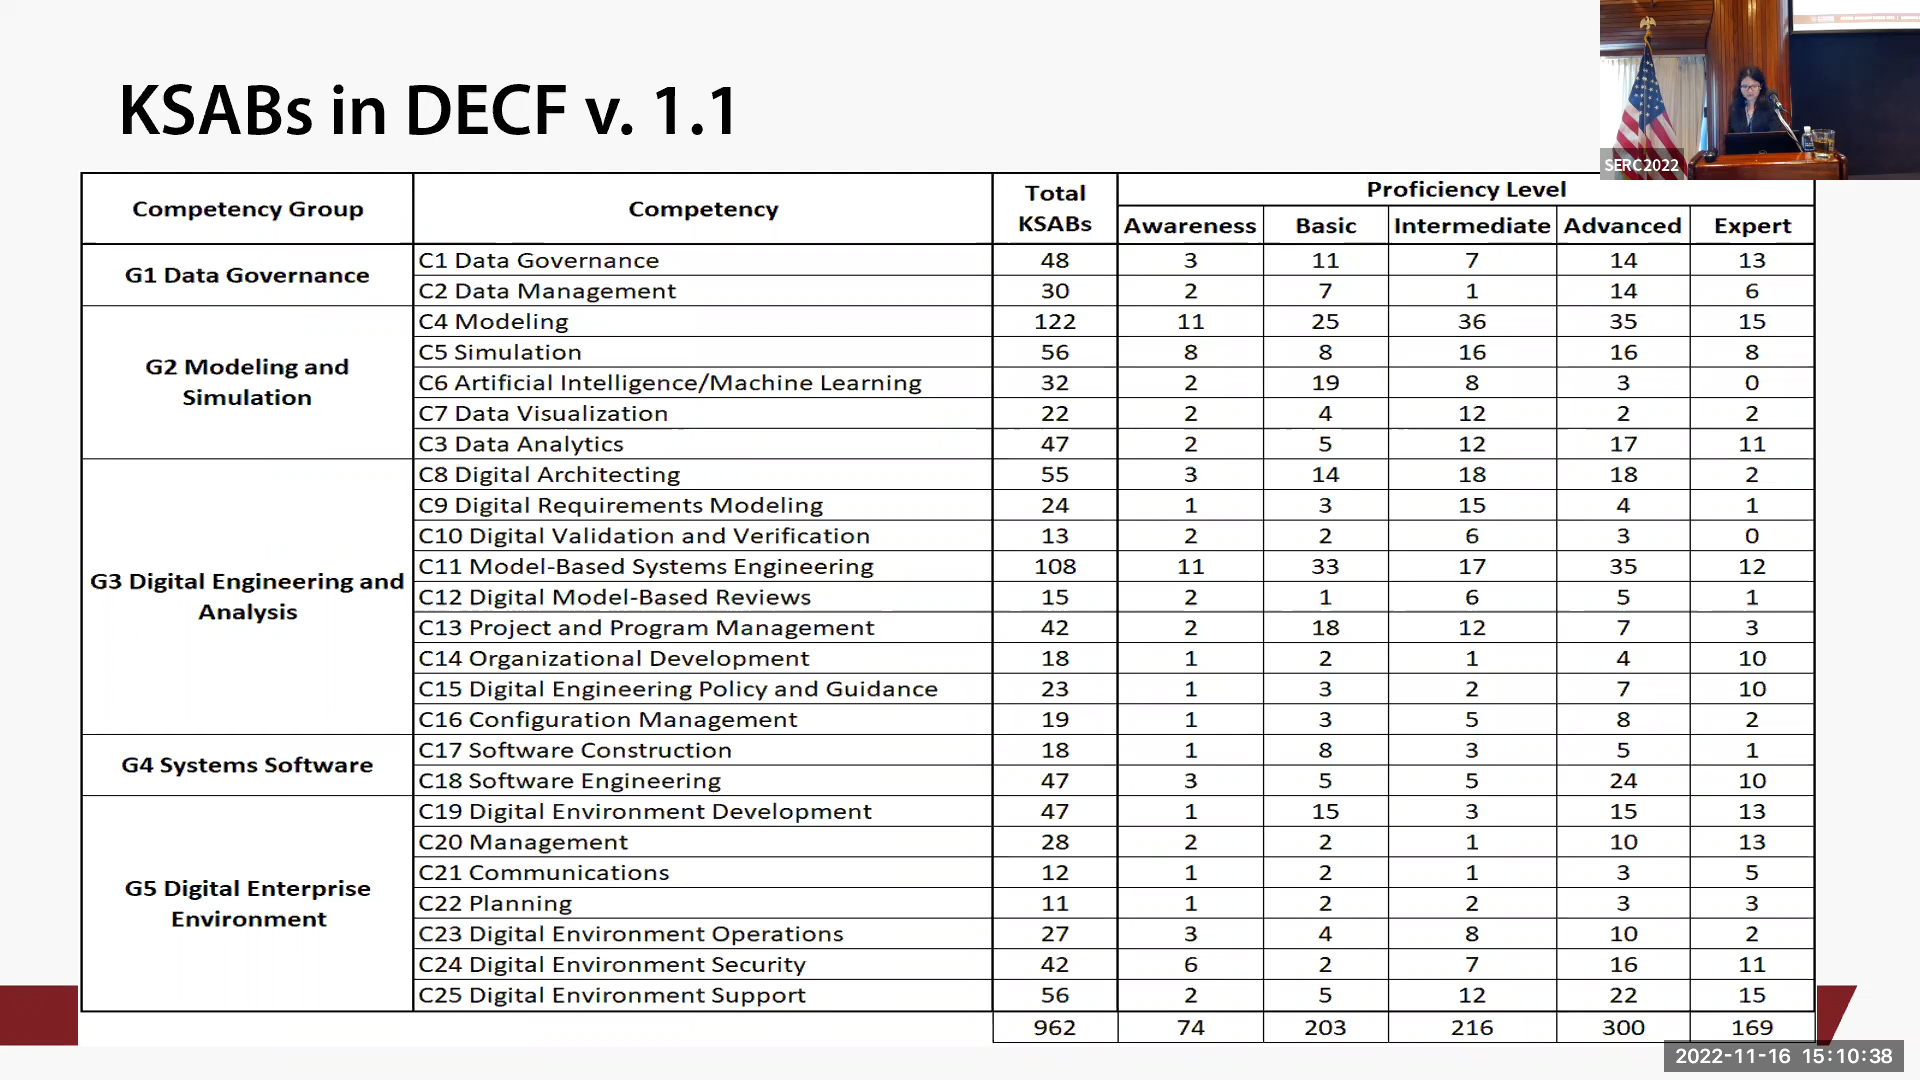 KSABs in DECF v. 1.1
SERC2022
Competency Group Competency Total KSABs Proficiency Level
Awareness Basic Intermediate Advanced Expert
G1 Data Governance
C1 Data Governance 48 3 11 7 14 13
C2 Data Management 30 2 7 1 14 6
G2 Modeling and
Simulation
C4 Modeling 122 11 25 36 35 15
C5 Simulation 56 8 8 16 16 8
C6 Artificial Intelligence/Machine Learning 32 2 19 8 3 0
C7 Data Visualization 22 2 4 12 2 2
C3 Data Analytics 47 2 5 12 17 11
G3 Digital Engineering and
Analysis
C8 Digital Architecting 55 3 14 18 18 2
C9 Digital Requirements Modeling 24 1 3 15 4 1
C10 Digital Validation and Verification 13 2 2 6 3 0
C11 Model-Based Systems Engineering 108 11 33 17 35 12
C12 Digital Model-Based Reviews 15 2 1 6 5 1
C13 Project and Program Management 42 2 18 12 7 3
C14 Organizational Development 18 1 2 1 4 10
C15 Digital Engineering Policy and Guidance 23 1 3 2 7 10
C16 Configuration Management 19 1 3 5 8 2
G4 Systems Software
C17 Software Construction 18 1 8 3 5 1
C18 Software Engineering 47 3 5 5 24 10
G5 Digital Enterprise
Environment
C19 Digital Environment Development 47 1 15 3 15 13
C20 Management 28 2 2 1 10 13
C21 Communications 12 1 2 1 3 5
C22 Planning 11 1 2 2 3 3
C23 Digital Environment Operations 27 3 4 8 10 2
C24 Digital Environment Security 42 6 2 7 16 11
C25 Digital Environment Support 56 2 5 12 22 15
962 74 203 216 300 169
2022-11-16 15:10:38